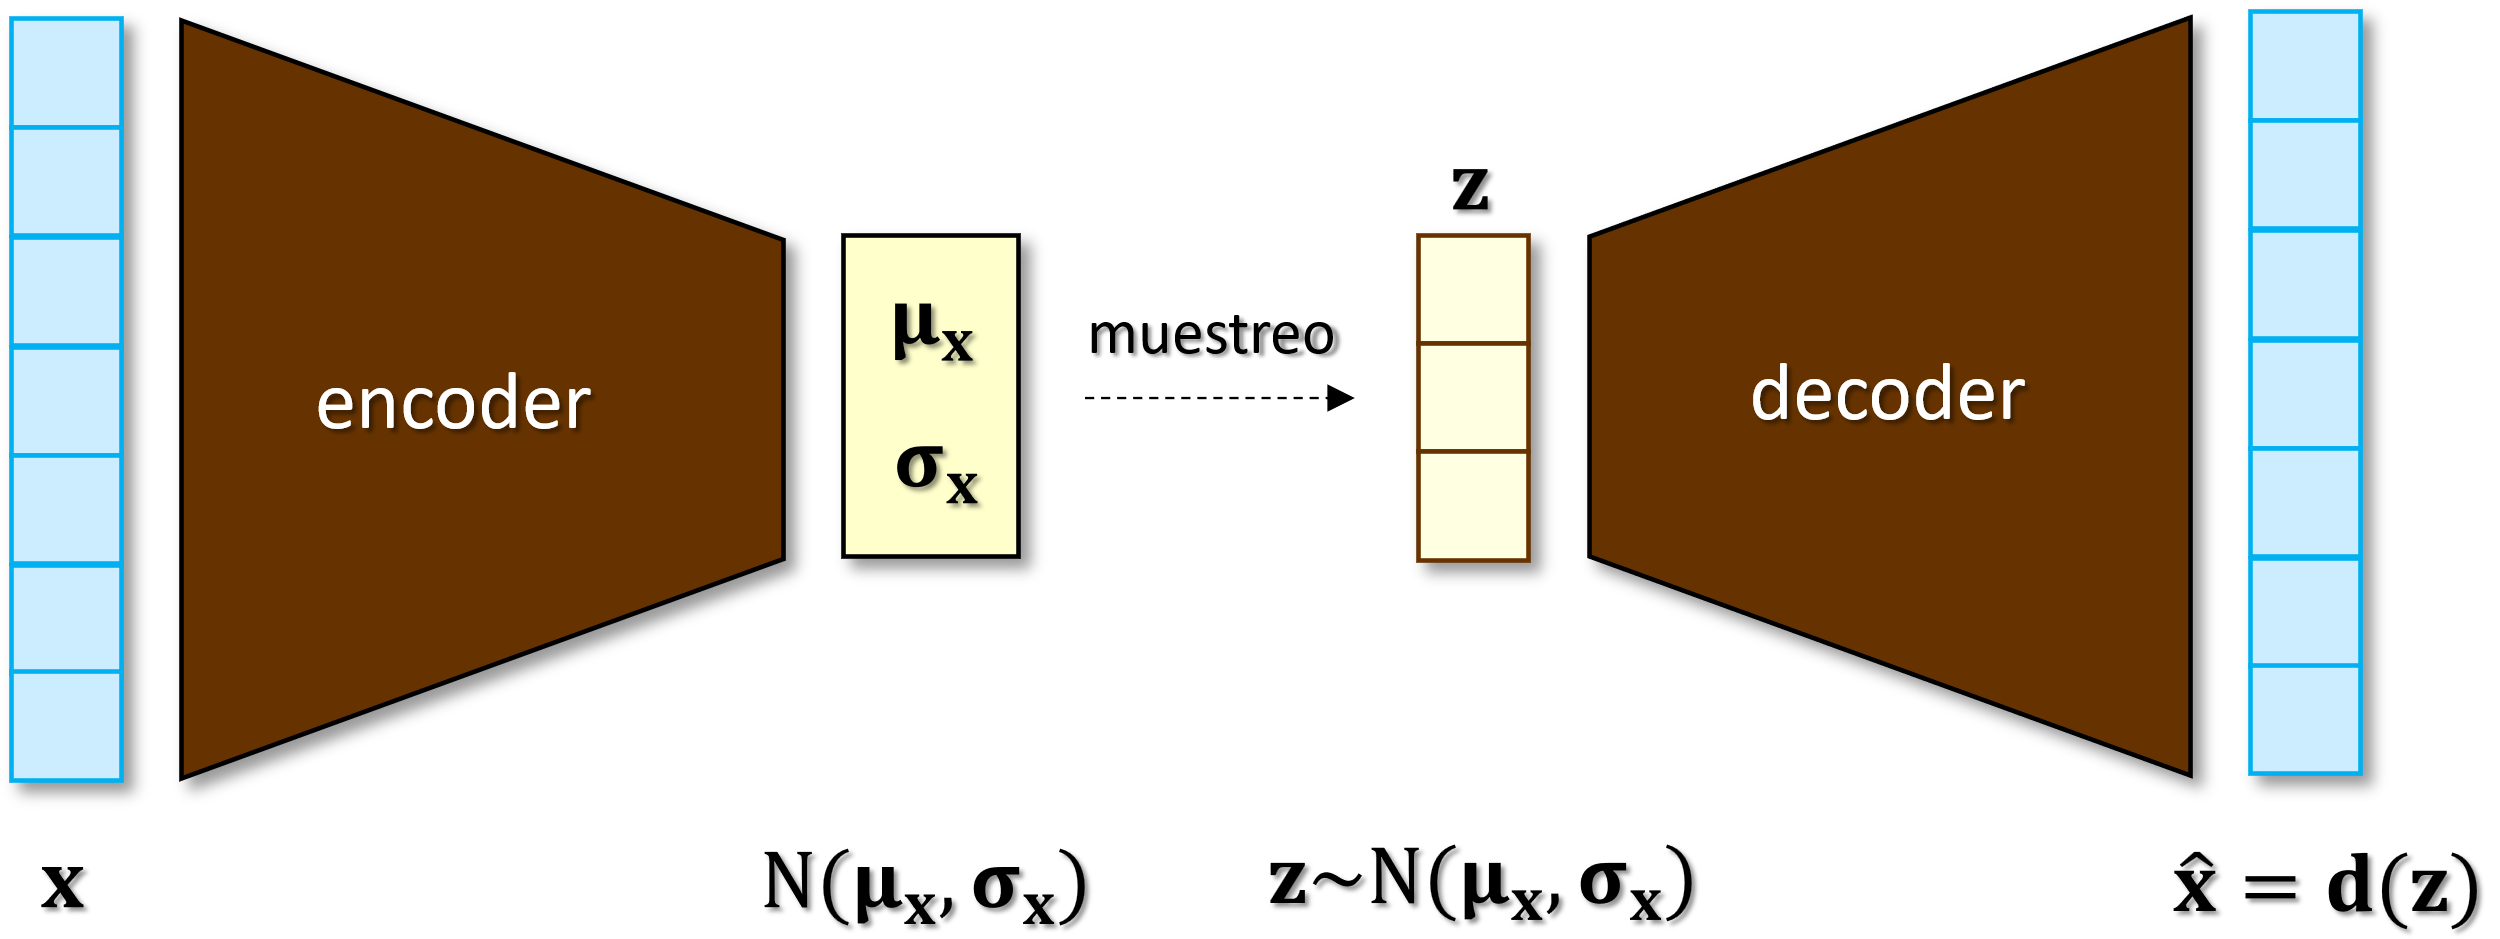 z
μx
σx
muestreo
encoder
decoder
x
N(μx, σx)
z~N(μx, σx)
x̂ = d(z)